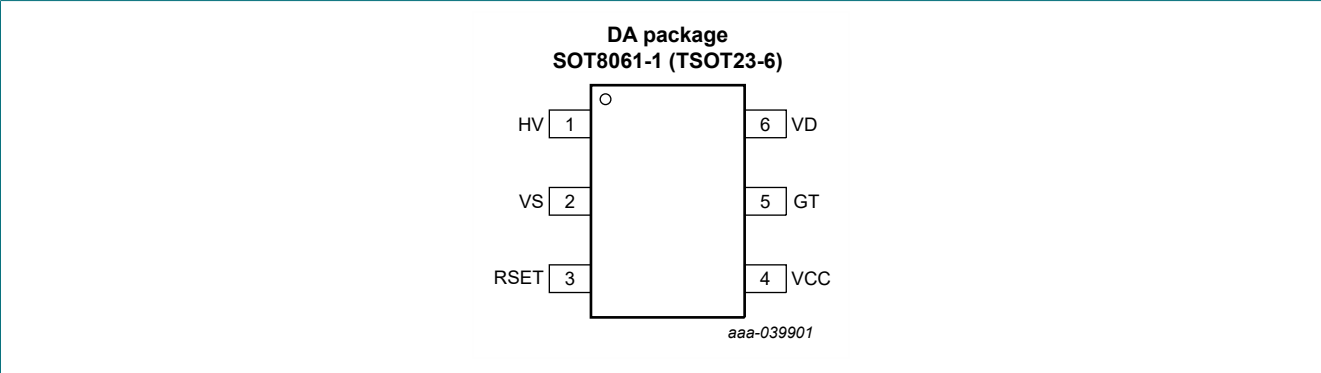 DA package
SOT8061-1 (TSOT23-6)
HV 1 6 VD
VS 2 5 GT
RSET 3 4 VCC
aaa-039901